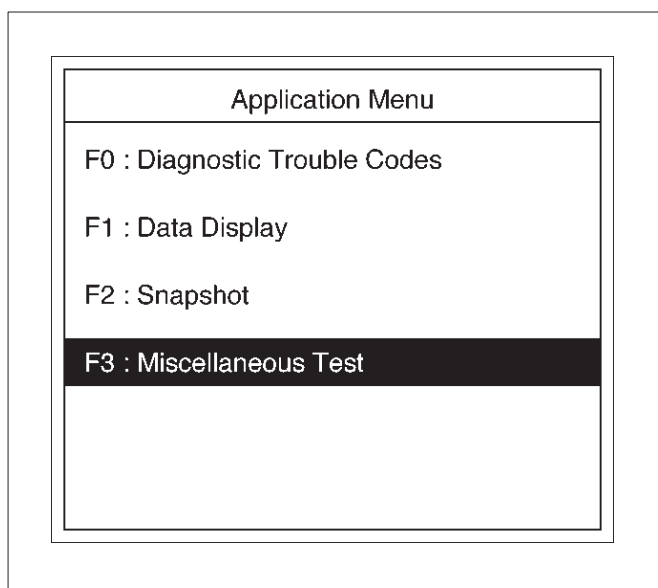 Application Menu
F0 : Diagnostic Trouble Codes
F1 : Data Display
F2 : Snapshot
F3 : Miscellaneous Test